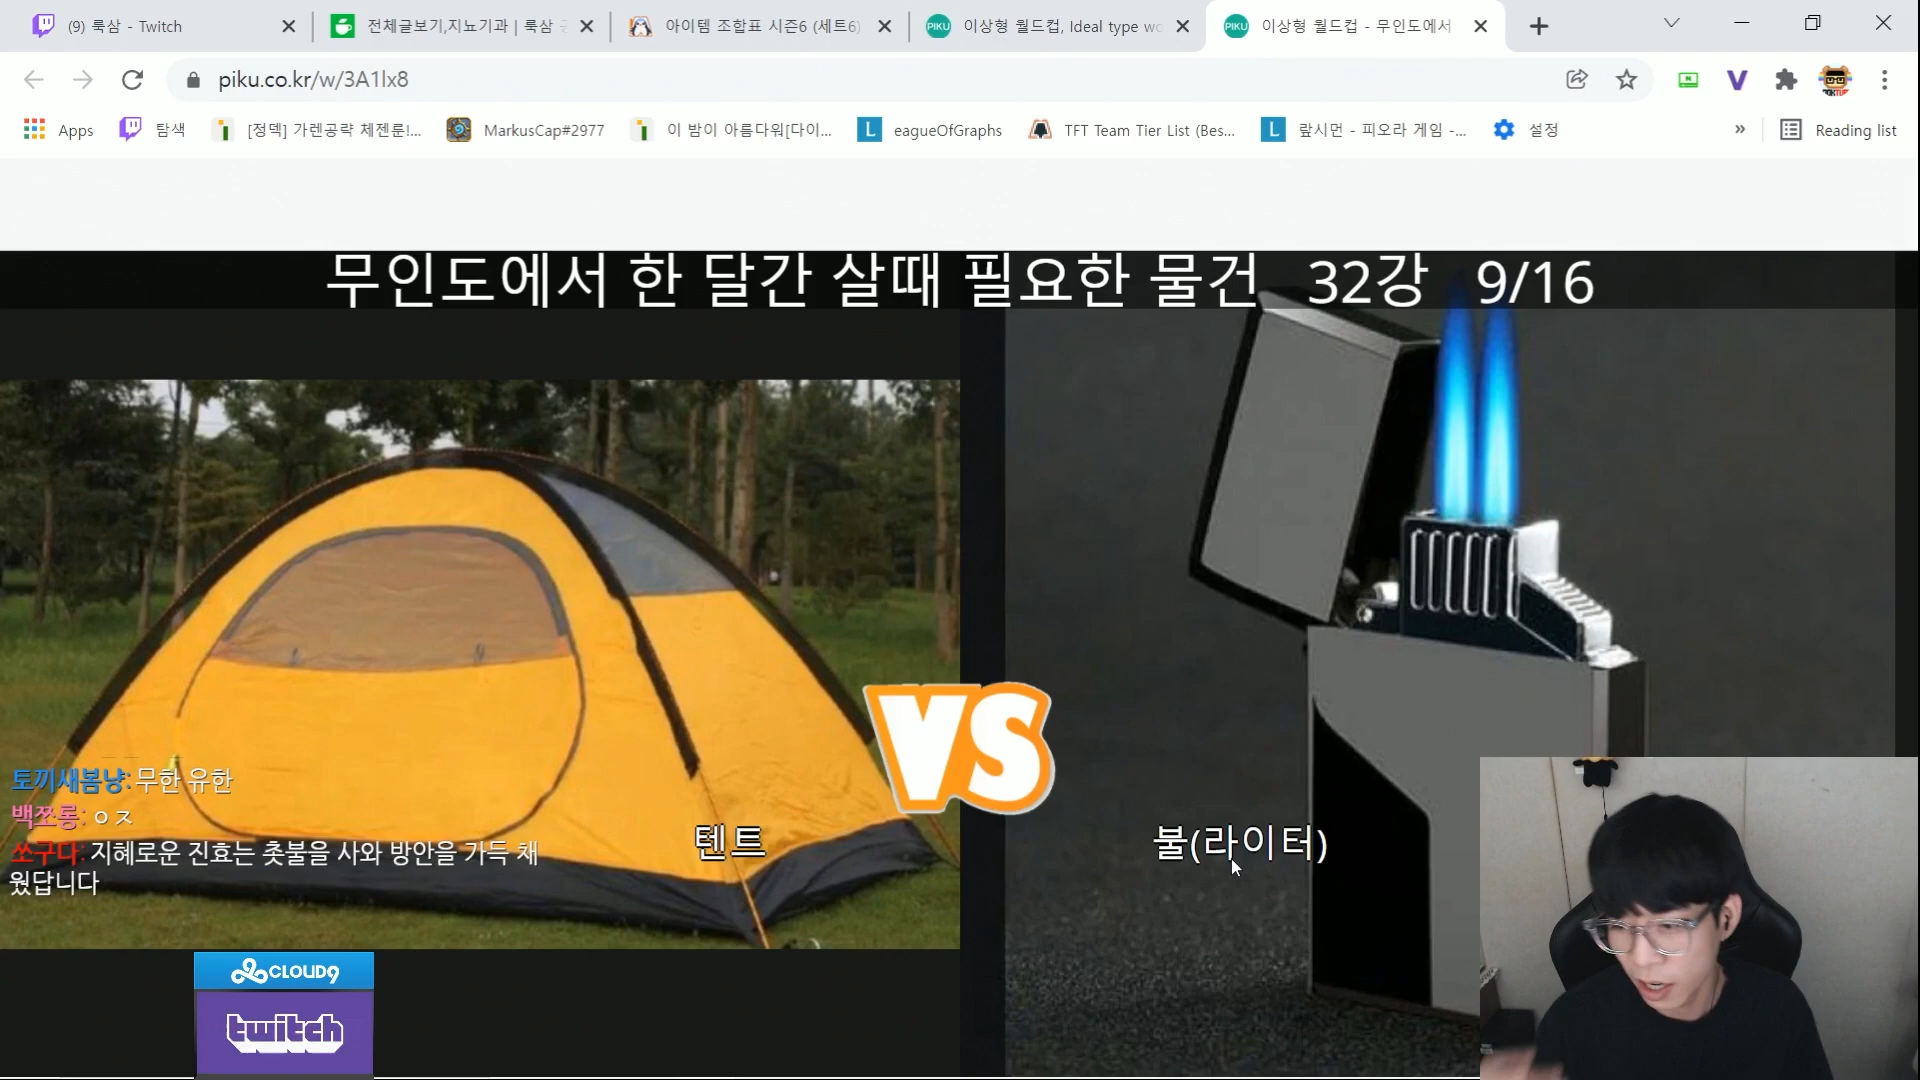 (9) 룩삼 - Twitch
전체글보기,지뇨기과 | 룩삼 공
아이템 조합표 시즌6 (세트6)
이상형 월드컵, Ideal type wo
이상형 월드컵 - 무인도에서
piku.co.kr/w/3A1lx8
Apps
탐색
[정덱] 가렌공략 체젠룬!...
MarkusCap#2977
이 밤이 아름다워[다이...
eagueOfGraphs
TFT Team Tier List (Bes...
랖시먼 - 피오라 게임 -...
설정
»
Reading list
무인도에서 한 달간 살때 필요한 물건 32강 9/16
VS
토끼새봄냥: 무한 유한
백쪼롱: ㅇㅈ
쏘구다: 지혜로운 진효는 촛불을 사와 방안을 가득 채
웠답니다
텐트
불(라이터)
CLOUD9
twitch